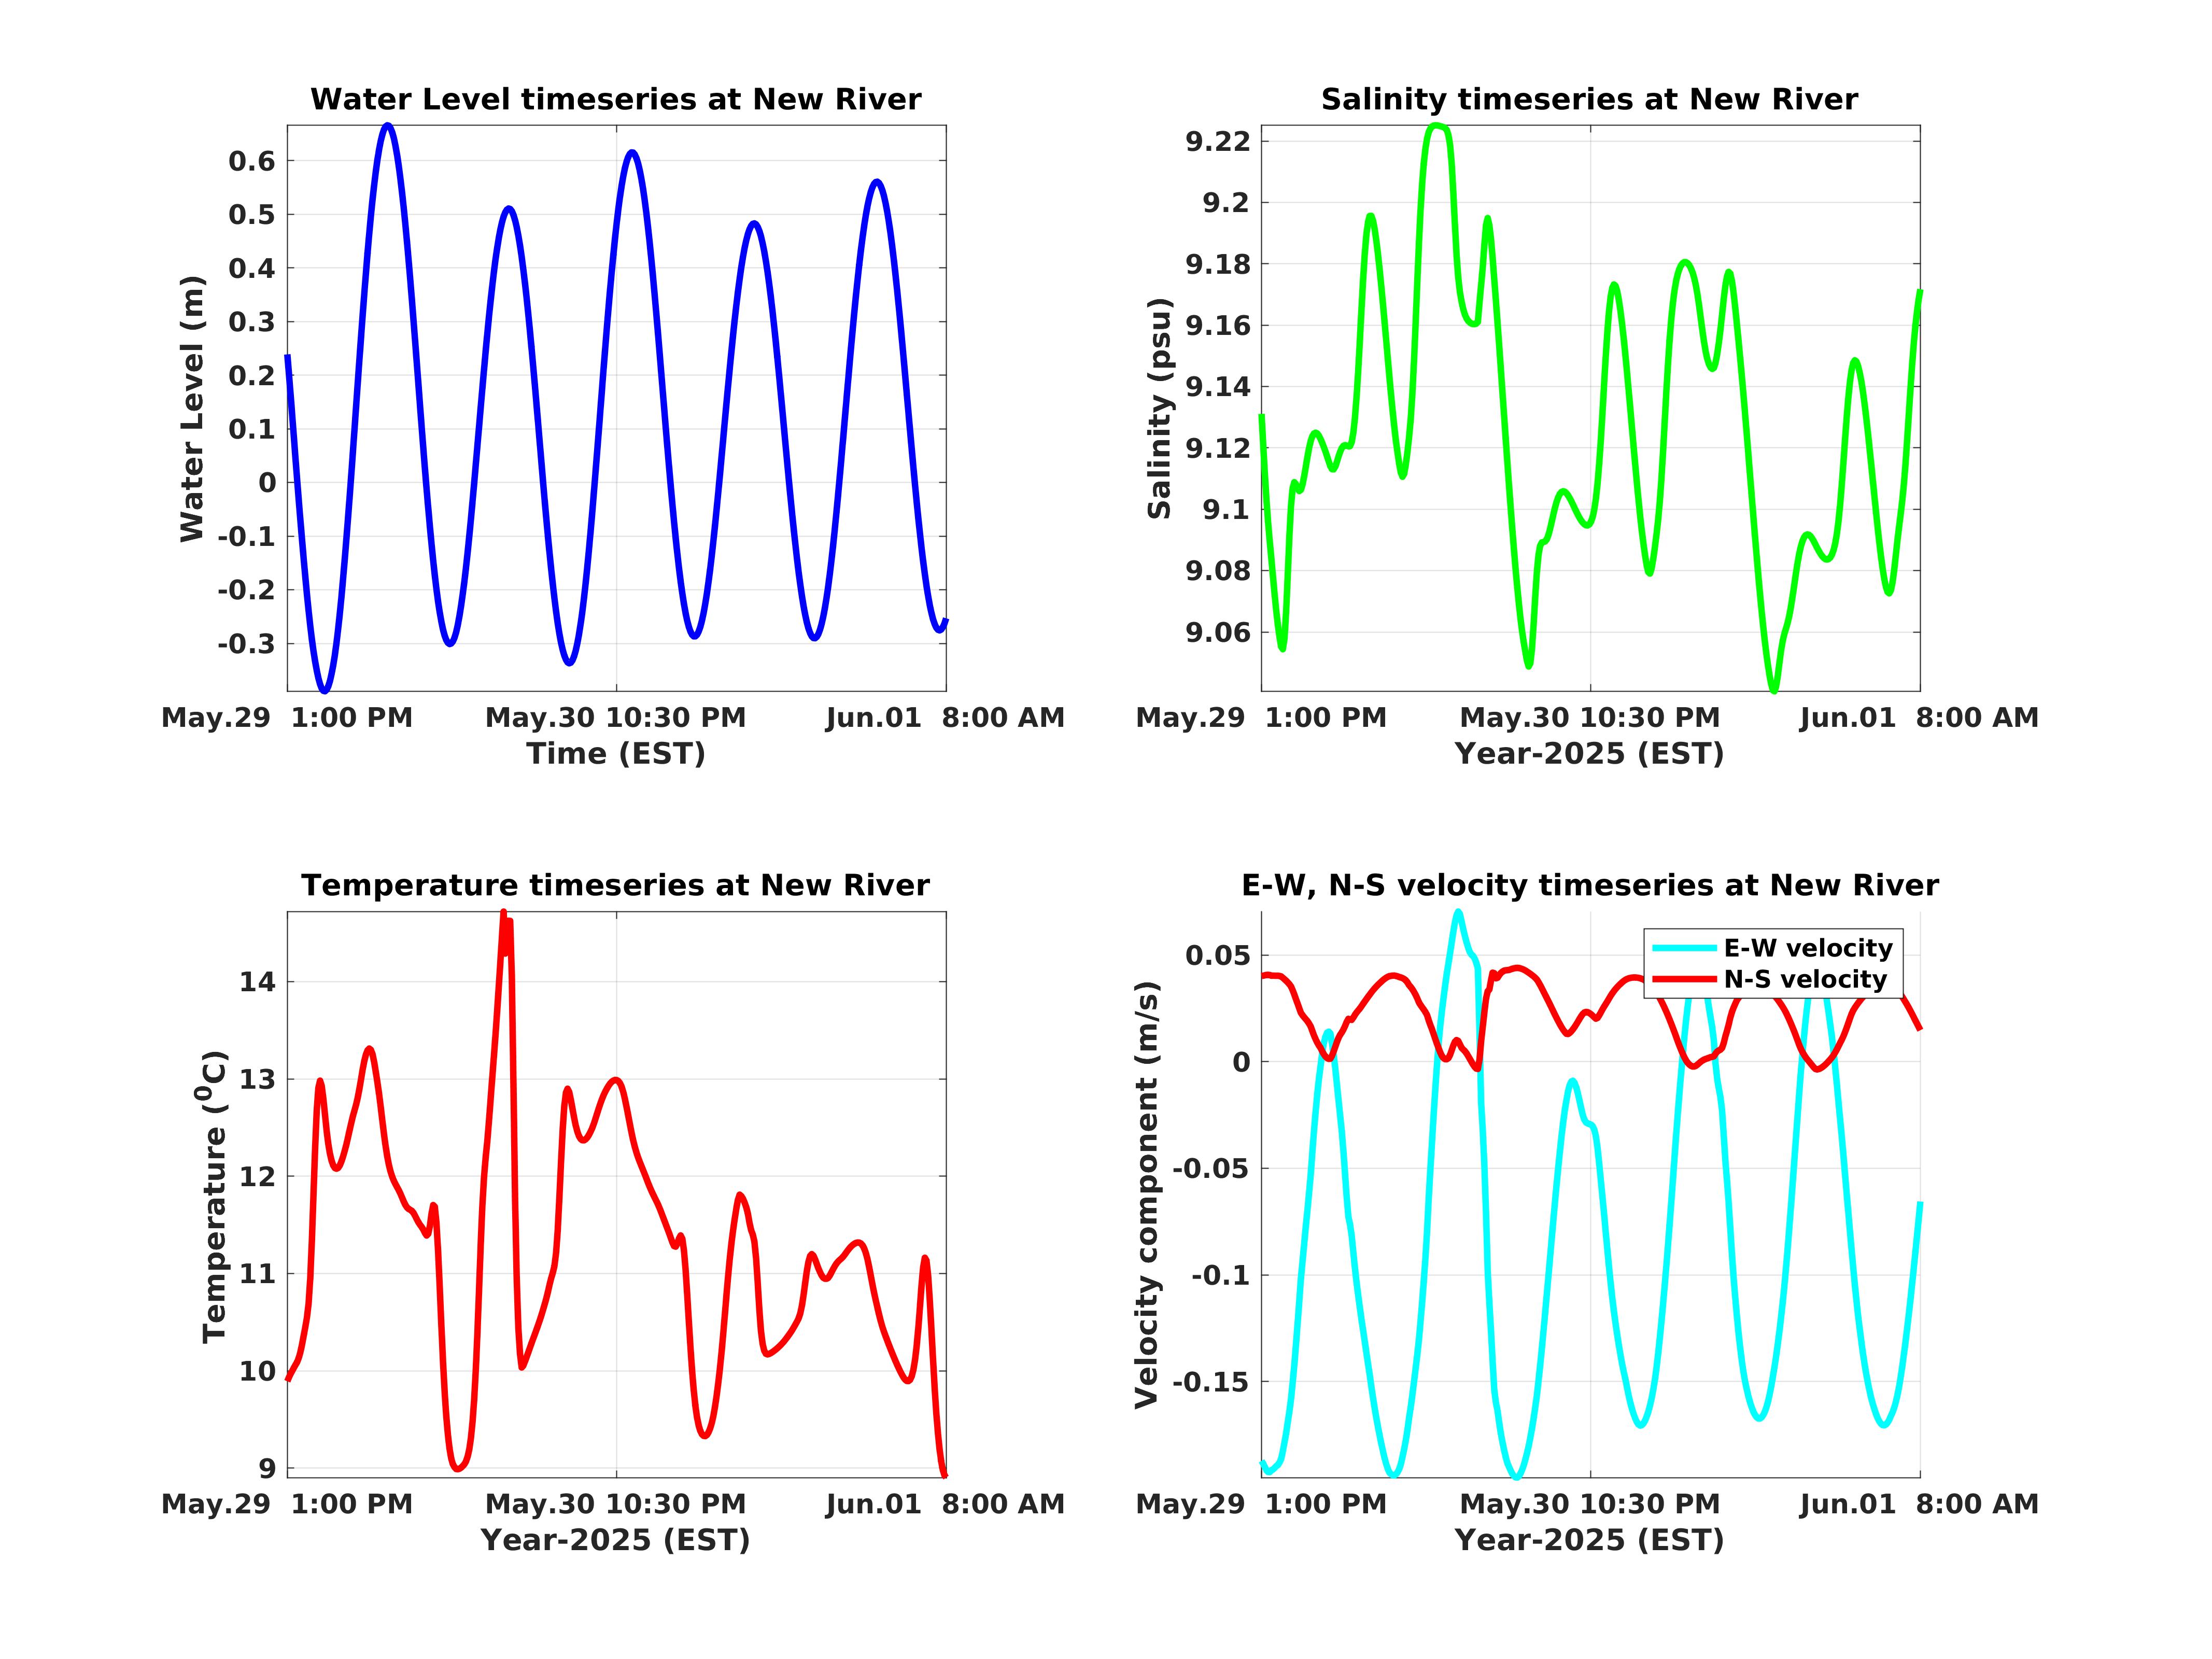 Water Level timeseries at New River
Water Level (m)
0.6
0.5
0.4
0.3
0.2
0.1
0
-0.1
-0.2
-0.3
May.29 1:00 PM May.30 10:30 PM Jun.01 8:00 AM
Time (EST)
Salinity timeseries at New River
Salinity (psu)
9.22
9.2
9.18
9.16
9.14
9.12
9.1
9.08
9.06
May.29 1:00 PM May.30 10:30 PM Jun.01 8:00 AM
Year-2025 (EST)
Temperature timeseries at New River
Temperature (⁰C)
14
13
12
11
10
9
May.29 1:00 PM May.30 10:30 PM Jun.01 8:00 AM
Year-2025 (EST)
E-W, N-S velocity timeseries at New River
Velocity component (m/s)
0.05
0
-0.05
-0.1
-0.15
E-W velocity
N-S velocity
May.29 1:00 PM May.30 10:30 PM Jun.01 8:00 AM
Year-2025 (EST)